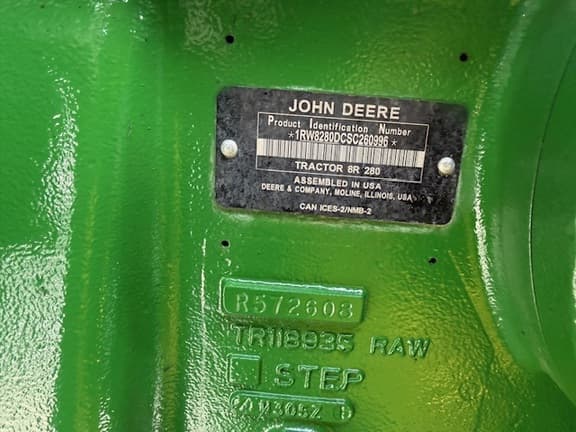 JOHN DEERE
Product Identification Number
*1RW8280DCSC260996*
TRACTOR 8R 280
ASSEMBLED IN USA
DEERE & COMPANY, MOLINE, ILLINOIS, USA
CAN ICES-2/NMB-2
R572608
TR118935 RAW
STEP